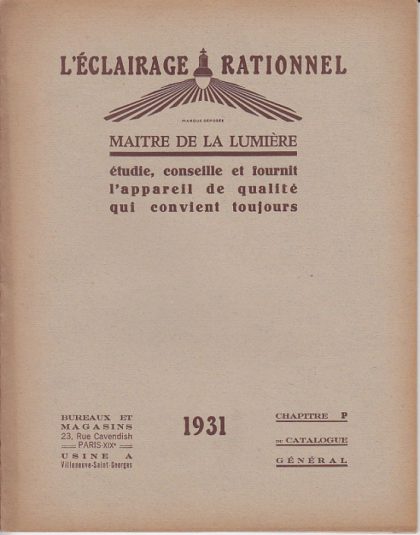 L'ÉCLAIRAGE RATIONNEL
MARQUE DÉPOSÉE
MAITRE DE LA LUMIÈRE
étudie, conseille et fournit
l'appareil de qualité
qui convient toujours
BUREAUX ET
MAGASINS
23, Rue Cavendish
PARIS-XIXe
USINE A
Villeneuve-Saint-Georges
1931
CHAPITRE P
DU CATALOGUE
GÉNÉRAL